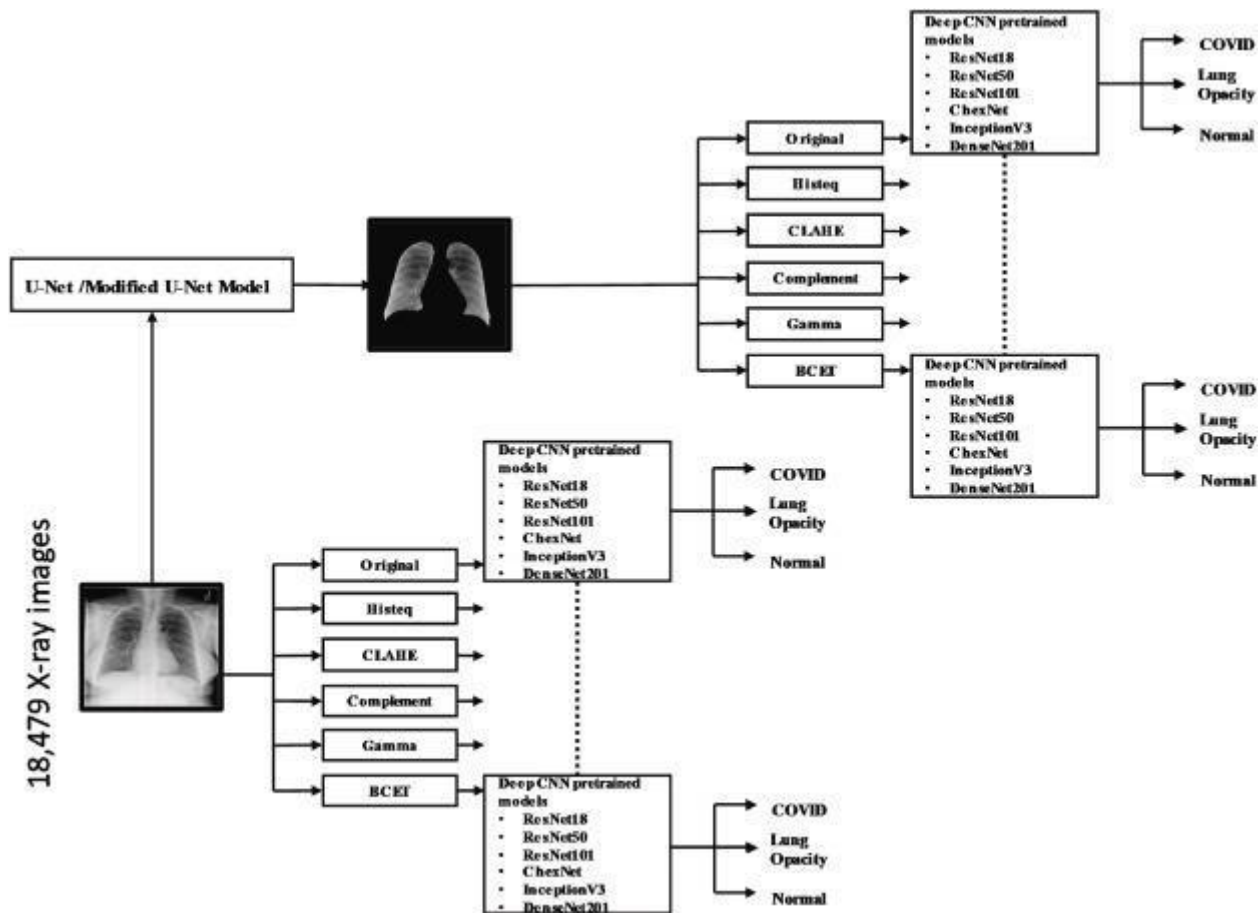 Deep CNN pretrained
models
• ResNet18
• ResNet50
• ResNet101
• ChexNet
• InceptionV3
• DenseNet201
COVID
Lung
Opacity
Normal
Original
Histeq
CLAHE
Complement
Gamma
BCET
U-Net /Modified U-Net Model
Deep CNN pretrained
models
• ResNet18
• ResNet50
• ResNet101
• ChexNet
• InceptionV3
• DenseNet201
COVID
Lung
Opacity
Normal
18,479 X-ray images
Original
Histeq
CLAHE
Complement
Gamma
BCET
Deep CNN pretrained
models
• ResNet18
• ResNet50
• ResNet101
• ChexNet
• InceptionV3
• DenseNet201
COVID
Lung
Opacity
Normal
Deep CNN pretrained
models
• ResNet18
• ResNet50
• ResNet101
• ChexNet
• InceptionV3
• DenseNet201
COVID
Lung
Opacity
Normal